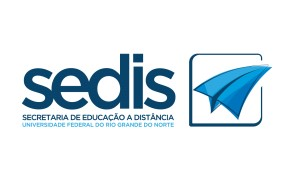 sedis
SECRETARIA DE EDUCAÇÃO A DISTÂNCIA
UNIVERSIDADE FEDERAL DO RIO GRANDE DO NORTE